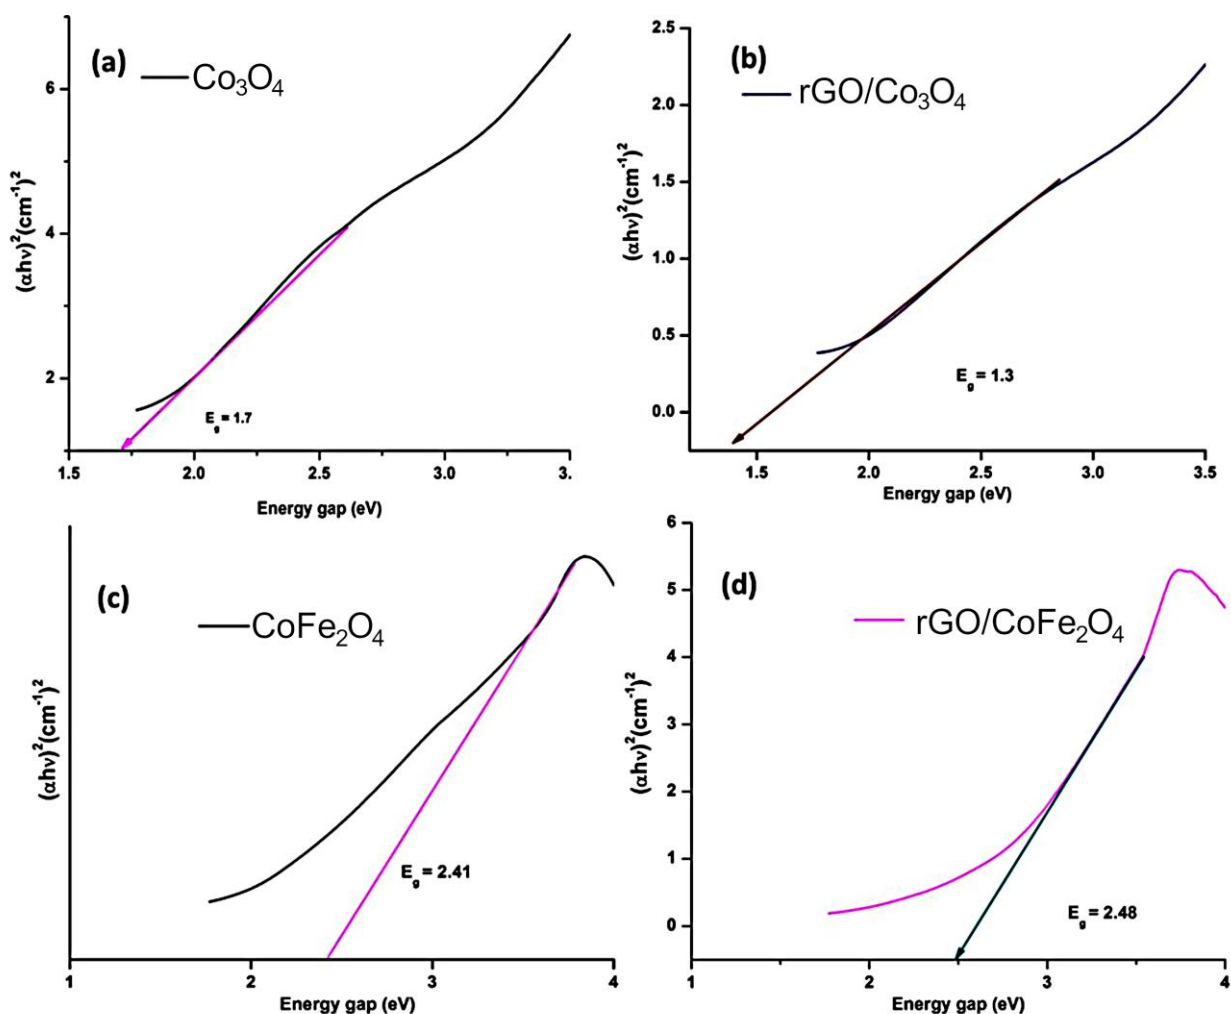 (a)
Co₃O₄
(αhν)²(cm⁻¹)²
6
4
2
E_g = 1.7
1.5 2.0 2.5 3.0 3.
Energy gap (eV)
(b)
rGO/Co₃O₄
(αhν)²(cm⁻¹)²
2.5
2.0
1.5
1.0
0.5
0.0
E_g = 1.3
1.5 2.0 2.5 3.0 3.5
Energy gap (eV)
(c)
CoFe₂O₄
(αhν)²(cm⁻¹)²
E_g = 2.41
1 2 3 4
Energy gap (eV)
(d)
rGO/CoFe₂O₄
(αhν)²(cm⁻¹)²
6
5
4
3
2
1
0
E_g = 2.48
1 2 3 4
Energy gap (eV)